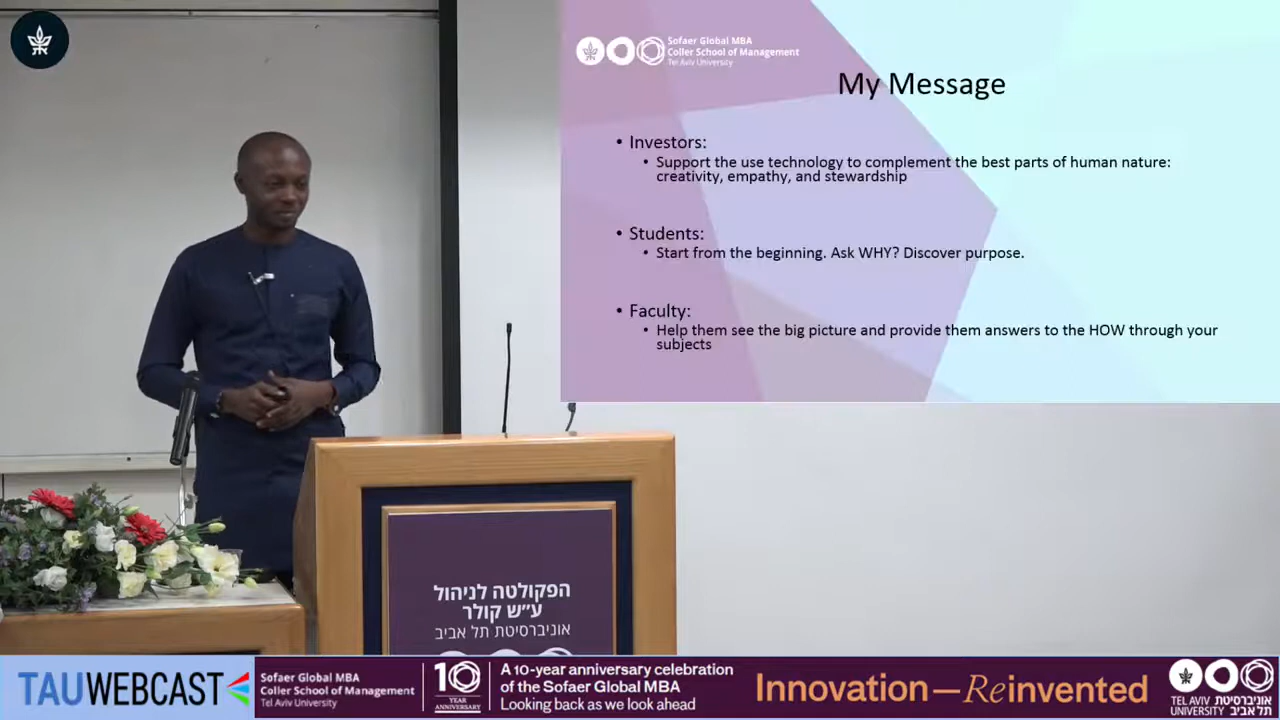 Sofaer Global MBA
Coller School of Management
Tel Aviv University
My Message
• Investors:
• Support the use technology to complement the best parts of human nature:
creativity, empathy, and stewardship
• Students:
• Start from the beginning. Ask WHY? Discover purpose.
• Faculty:
• Help them see the big picture and provide them answers to the HOW through your
subjects
הפקולטה לניהול
ע״ש קולר
אוניברסיטת תל אביב
TAUWEBCAST
Sofaer Global MBA
Coller School of Management
Tel Aviv University
10
YEAR
ANNIVERSARY
A 10-year anniversary celebration
of the Sofaer Global MBA
Looking back as we look ahead
Innovation—Reinvented
TEL AVIV אוניברסיטת
UNIVERSITY תל אביב